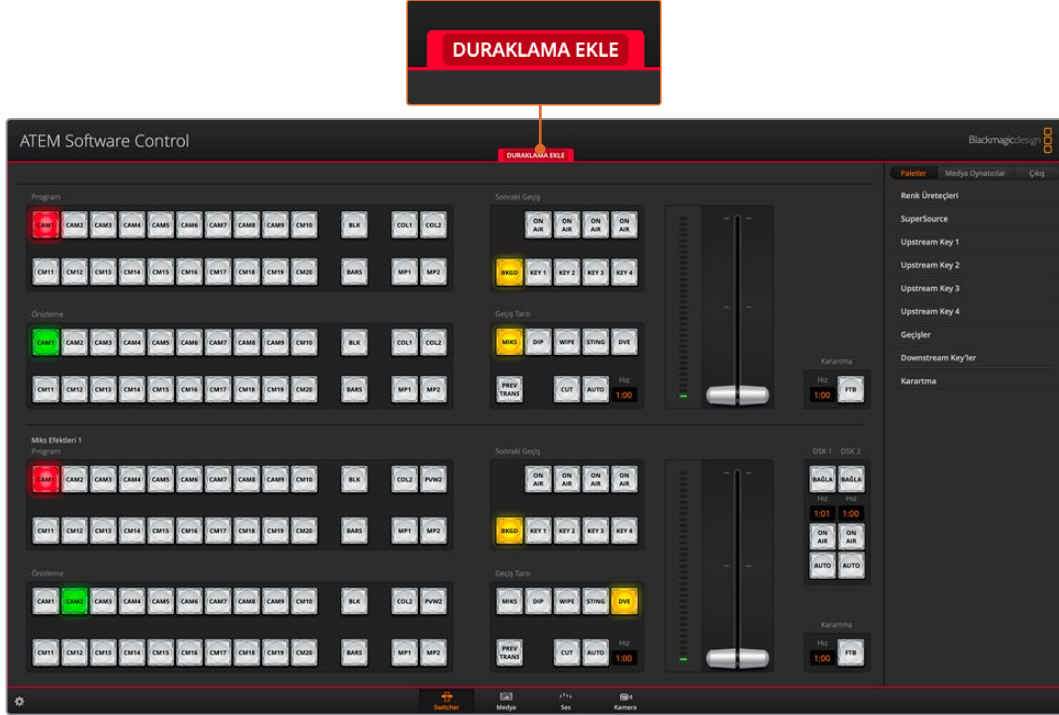 DURAKLAMA EKLE
ATEM Software Control
DURAKLAMA EKLE
Blackmagicdesign
Paletler Medya Oynatıcılar Çıkış
Renk Üreteçleri
SuperSource
Upstream Key 1
Upstream Key 2
Upstream Key 3
Upstream Key 4
Geçişler
Downstream Key'ler
Karartma
Program
CAM1 CAM2 CAM3 CAM4 CAM5 CAM6 CAM7 CAM8 CAM9 CM10 BLK COL1 COL2
CM11 CM12 CM13 CM14 CM15 CM16 CM17 CM18 CM19 CM20 BARS MP1 MP2
Önizleme
CAM1 CAM2 CAM3 CAM4 CAM5 CAM6 CAM7 CAM8 CAM9 CM10 BLK COL1 COL2
CM11 CM12 CM13 CM14 CM15 CM16 CM17 CM18 CM19 CM20 BARS MP1 MP2
Sonraki Geçiş
ON AIR ON AIR ON AIR ON AIR
BKGD KEY 1 KEY 2 KEY 3 KEY 4
Geçiş Tarzı
MIKS DIP WIPE STING DVE
Hız
PREV TRANS CUT AUTO 1:00
Karartma
Hız
1:00 FTB
Miks Efektleri 1
Program
CAM1 CAM2 CAM3 CAM4 CAM5 CAM6 CAM7 CAM8 CAM9 CM10 BLK COL2 PVW2
CM11 CM12 CM13 CM14 CM15 CM16 CM17 CM18 CM19 CM20 BARS MP1 MP2
Önizleme
CAM1 CAM2 CAM3 CAM4 CAM5 CAM6 CAM7 CAM8 CAM9 CM10 BLK COL2 PVW2
CM11 CM12 CM13 CM14 CM15 CM16 CM17 CM18 CM19 CM20 BARS MP1 MP2
Sonraki Geçiş
ON AIR ON AIR ON AIR ON AIR
BKGD KEY 1 KEY 2 KEY 3 KEY 4
Geçiş Tarzı
MIKS DIP WIPE STING DVE
Hız
PREV TRANS CUT AUTO 1:00
DSK 1 DSK 2
BAĞLA BAĞLA
Hız Hız
1:01 1:00
ON AIR ON AIR
AUTO AUTO
Karartma
Hız
1:00 FTB
Switcher Medya Ses Kamera